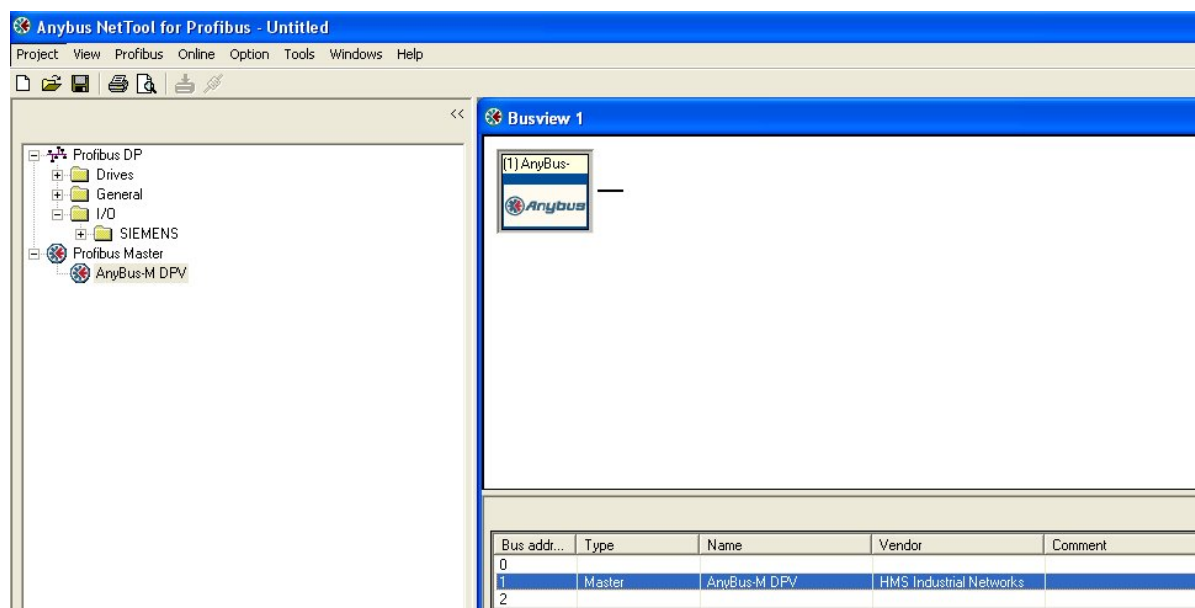 Anybus NetTool for Profibus - Untitled
Project View Profibus Online Option Tools Windows Help
<<
Profibus DP
Drives
General
I/O
SIEMENS
Profibus Master
AnyBus-M DPV
Busview 1
(1) AnyBus-
Anybus
Bus addr... Type Name Vendor Comment
0
1 Master AnyBus-M DPV HMS Industrial Networks
2